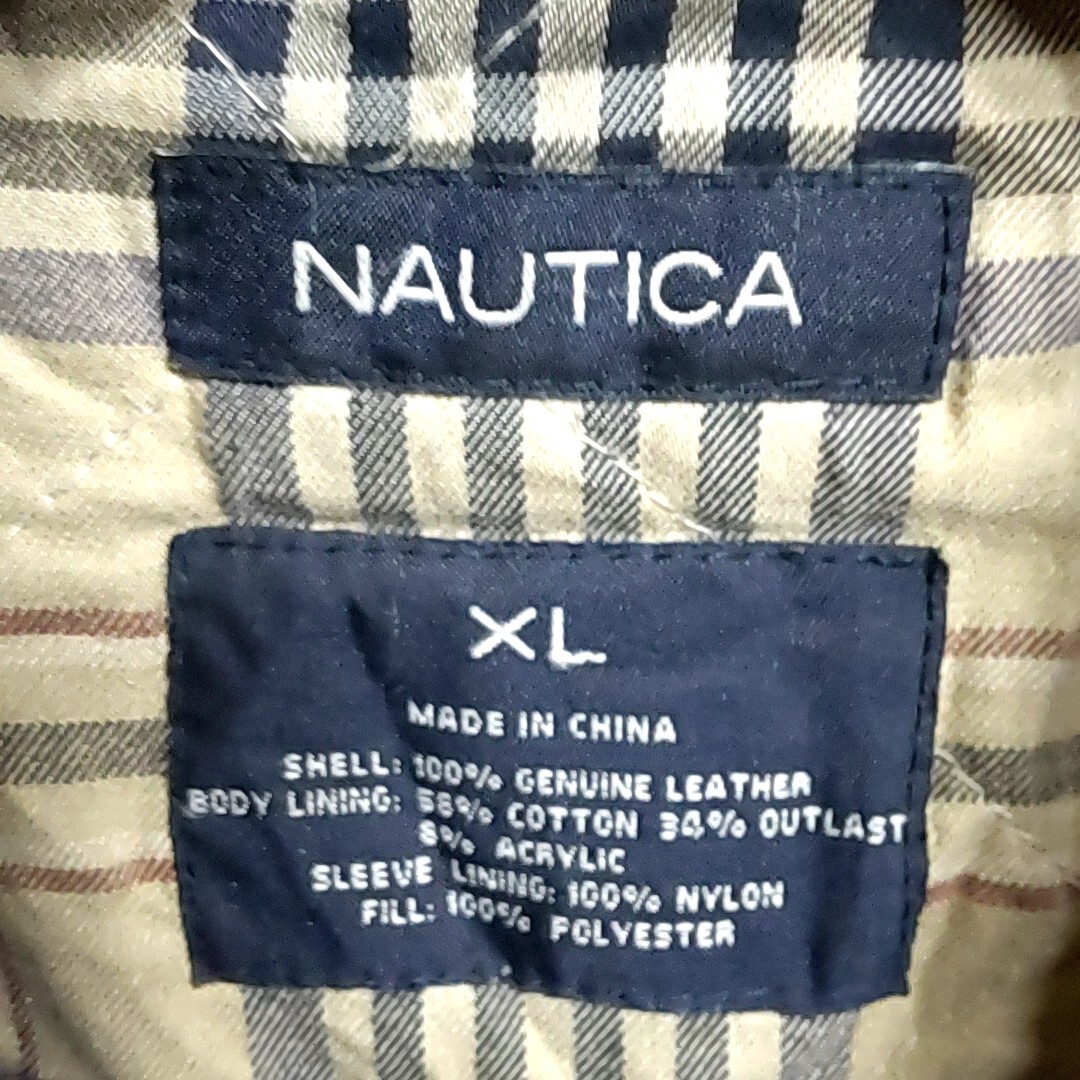 NAUTICA
XL
MADE IN CHINA
SHELL: 100% GENUINE LEATHER
BODY LINING: 58% COTTON 34% OUTLAST
8% ACRYLIC
SLEEVE LINING: 100% NYLON
FILL: 100% POLYESTER